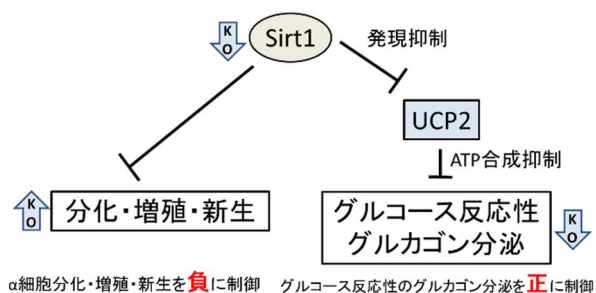 KO
Sirt1
発現抑制
UCP2
ATP合成抑制
KO
分化・増殖・新生
グルコース反応性
グルカゴン分泌
KO
α細胞分化・増殖・新生を負に制御
グルコース反応性のグルカゴン分泌を正に制御